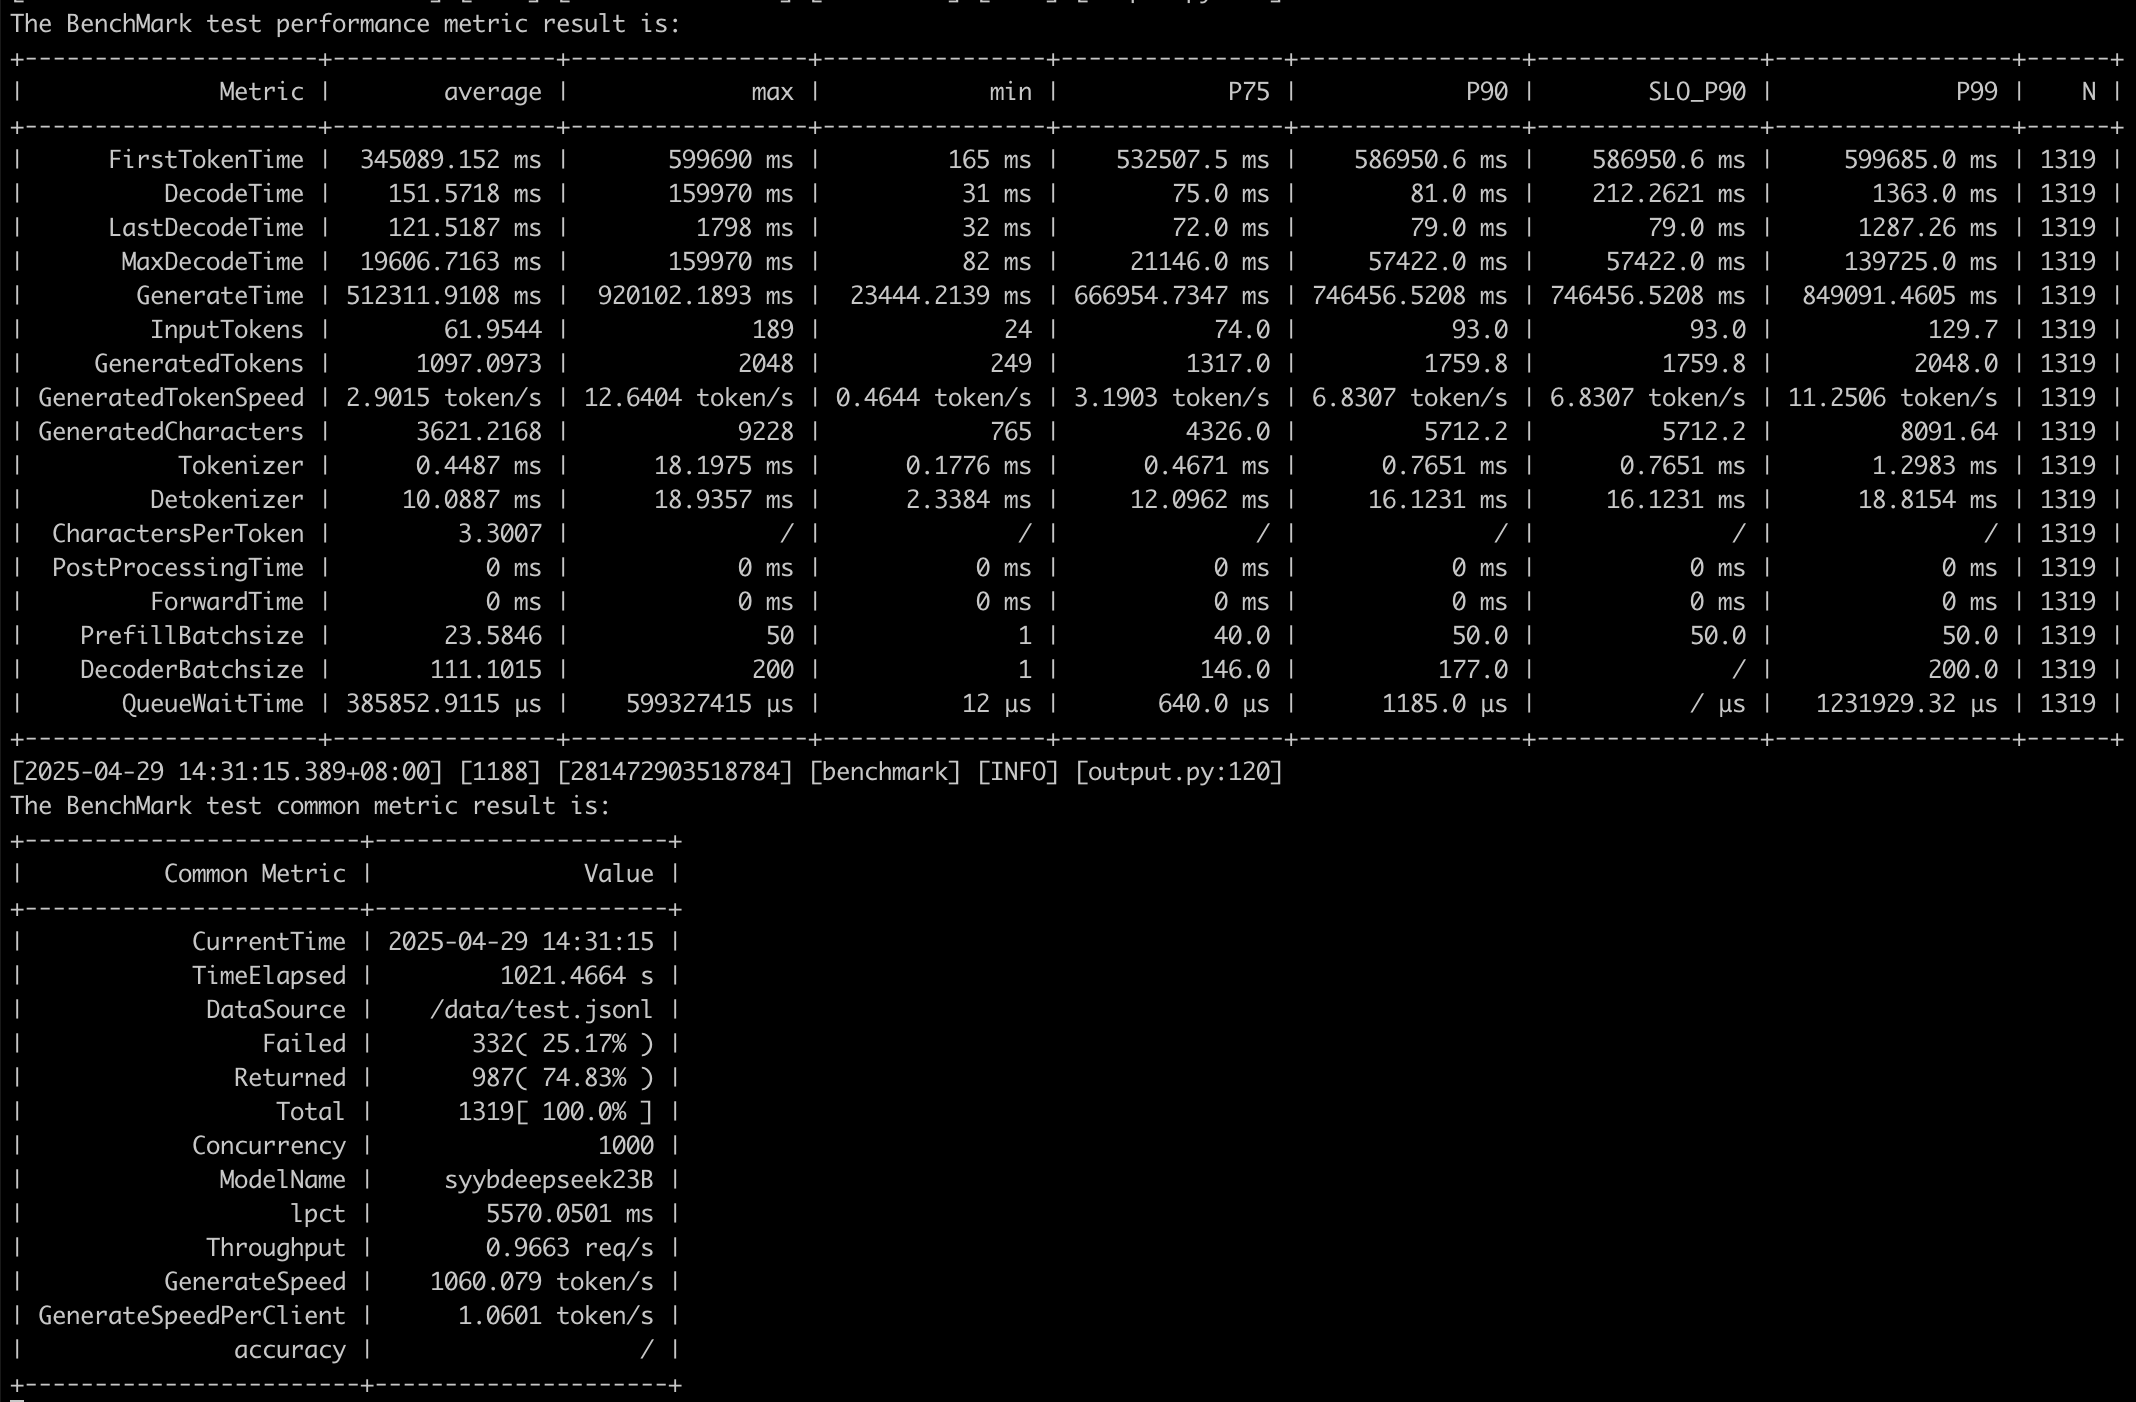 The BenchMark test performance metric result is:
+---------------------+----------------+-----------------+----------------+----------------+----------------+----------------+-----------------+------+
| Metric | average | max | min | P75 | P90 | SLO_P90 | P99 | N |
+---------------------+----------------+-----------------+----------------+----------------+----------------+----------------+-----------------+------+
| FirstTokenTime | 345089.152 ms | 599690 ms | 165 ms | 532507.5 ms | 586950.6 ms | 586950.6 ms | 599685.0 ms | 1319 |
| DecodeTime | 151.5718 ms | 159970 ms | 31 ms | 75.0 ms | 81.0 ms | 212.2621 ms | 1363.0 ms | 1319 |
| LastDecodeTime | 121.5187 ms | 1798 ms | 32 ms | 72.0 ms | 79.0 ms | 79.0 ms | 1287.26 ms | 1319 |
| MaxDecodeTime | 19606.7163 ms | 159970 ms | 82 ms | 21146.0 ms | 57422.0 ms | 57422.0 ms | 139725.0 ms | 1319 |
| GenerateTime | 512311.9108 ms | 920102.1893 ms | 23444.2139 ms | 666954.7347 ms | 746456.5208 ms | 746456.5208 ms | 849091.4605 ms | 1319 |
| InputTokens | 61.9544 | 189 | 24 | 74.0 | 93.0 | 93.0 | 129.7 | 1319 |
| GeneratedTokens | 1097.0973 | 2048 | 249 | 1317.0 | 1759.8 | 1759.8 | 2048.0 | 1319 |
| GeneratedTokenSpeed | 2.9015 token/s | 12.6404 token/s | 0.4644 token/s | 3.1903 token/s | 6.8307 token/s | 6.8307 token/s | 11.2506 token/s | 1319 |
| GeneratedCharacters | 3621.2168 | 9228 | 765 | 4326.0 | 5712.2 | 5712.2 | 8091.64 | 1319 |
| Tokenizer | 0.4487 ms | 18.1975 ms | 0.1776 ms | 0.4671 ms | 0.7651 ms | 0.7651 ms | 1.2983 ms | 1319 |
| Detokenizer | 10.0887 ms | 18.9357 ms | 2.3384 ms | 12.0962 ms | 16.1231 ms | 16.1231 ms | 18.8154 ms | 1319 |
| CharactersPerToken | 3.3007 | / | / | / | / | / | / | 1319 |
| PostProcessingTime | 0 ms | 0 ms | 0 ms | 0 ms | 0 ms | 0 ms | 0 ms | 1319 |
| ForwardTime | 0 ms | 0 ms | 0 ms | 0 ms | 0 ms | 0 ms | 0 ms | 1319 |
| PrefillBatchsize | 23.5846 | 50 | 1 | 40.0 | 50.0 | 50.0 | 50.0 | 1319 |
| DecoderBatchsize | 111.1015 | 200 | 1 | 146.0 | 177.0 | / | 200.0 | 1319 |
| QueueWaitTime | 385852.9115 μs | 599327415 μs | 12 μs | 640.0 μs | 1185.0 μs | / μs | 1231929.32 μs | 1319 |
+---------------------+----------------+-----------------+----------------+----------------+----------------+----------------+-----------------+------+
[2025-04-29 14:31:15.389+08:00] [1188] [281472903518784] [benchmark] [INFO] [output.py:120]
The BenchMark test common metric result is:
+------------------------+---------------------+
| Common Metric | Value |
+------------------------+---------------------+
| CurrentTime | 2025-04-29 14:31:15 |
| TimeElapsed | 1021.4664 s |
| DataSource | /data/test.jsonl |
| Failed | 332( 25.17% ) |
| Returned | 987( 74.83% ) |
| Total | 1319[ 100.0% ] |
| Concurrency | 1000 |
| ModelName | syybdeepseek23B |
| lpct | 5570.0501 ms |
| Throughput | 0.9663 req/s |
| GenerateSpeed | 1060.079 token/s |
| GenerateSpeedPerClient | 1.0601 token/s |
| accuracy | / |
+------------------------+---------------------+